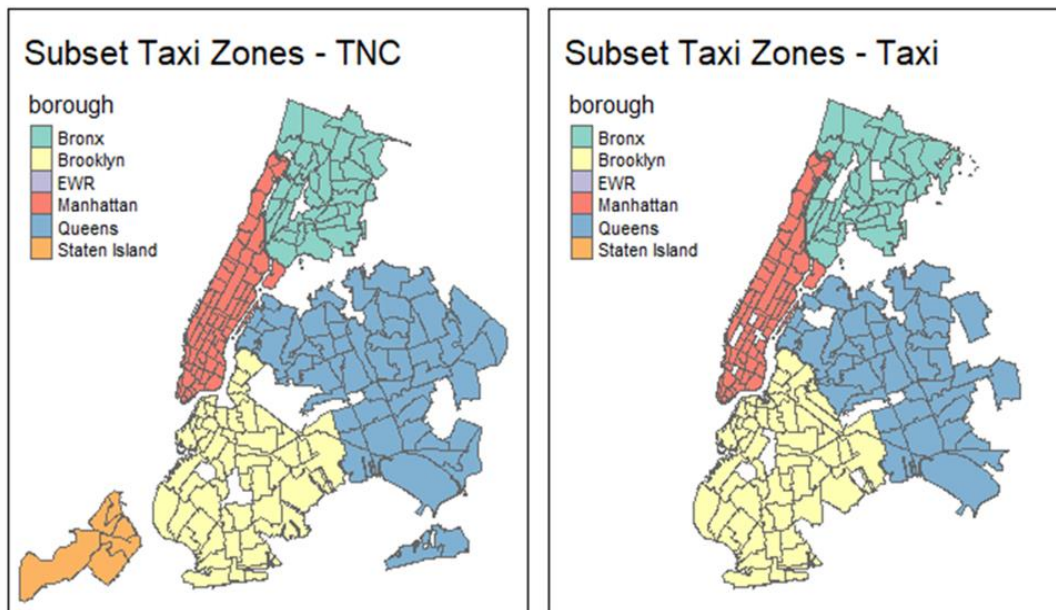 Subset Taxi Zones - TNC
borough
Bronx
Brooklyn
EWR
Manhattan
Queens
Staten Island
Subset Taxi Zones - Taxi
borough
Bronx
Brooklyn
EWR
Manhattan
Queens
Staten Island